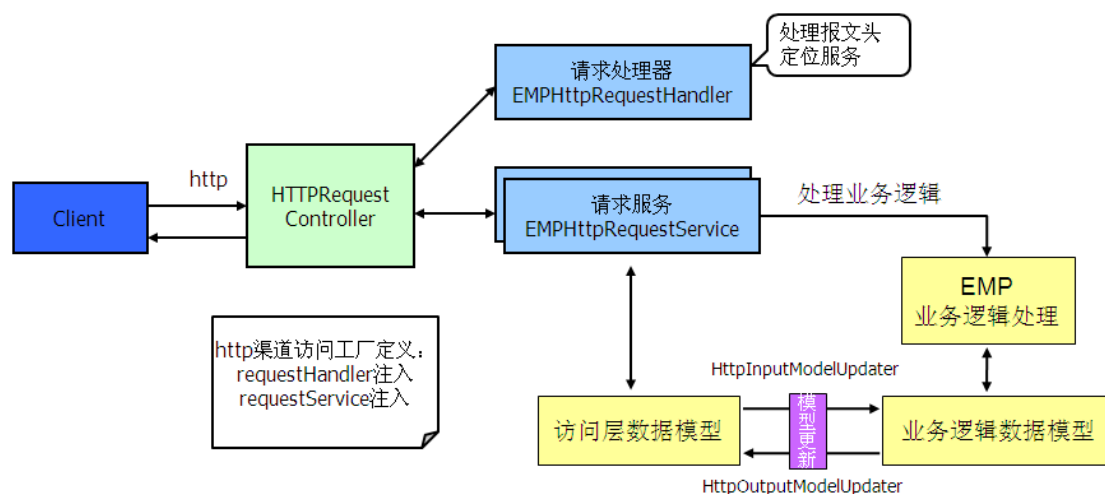 处理报文头
定位服务
请求处理器
EMPHttpRequestHandler
http
HTTPRequest
Controller
Client
请求服务
EMPHttpRequestService
处理业务逻辑
EMP
业务逻辑处理
http渠道访问工厂定义:
requestHandler注入
requestService注入
HttpInputModelUpdater
访问层数据模型
模型更新
业务逻辑数据模型
HttpOutputModelUpdater